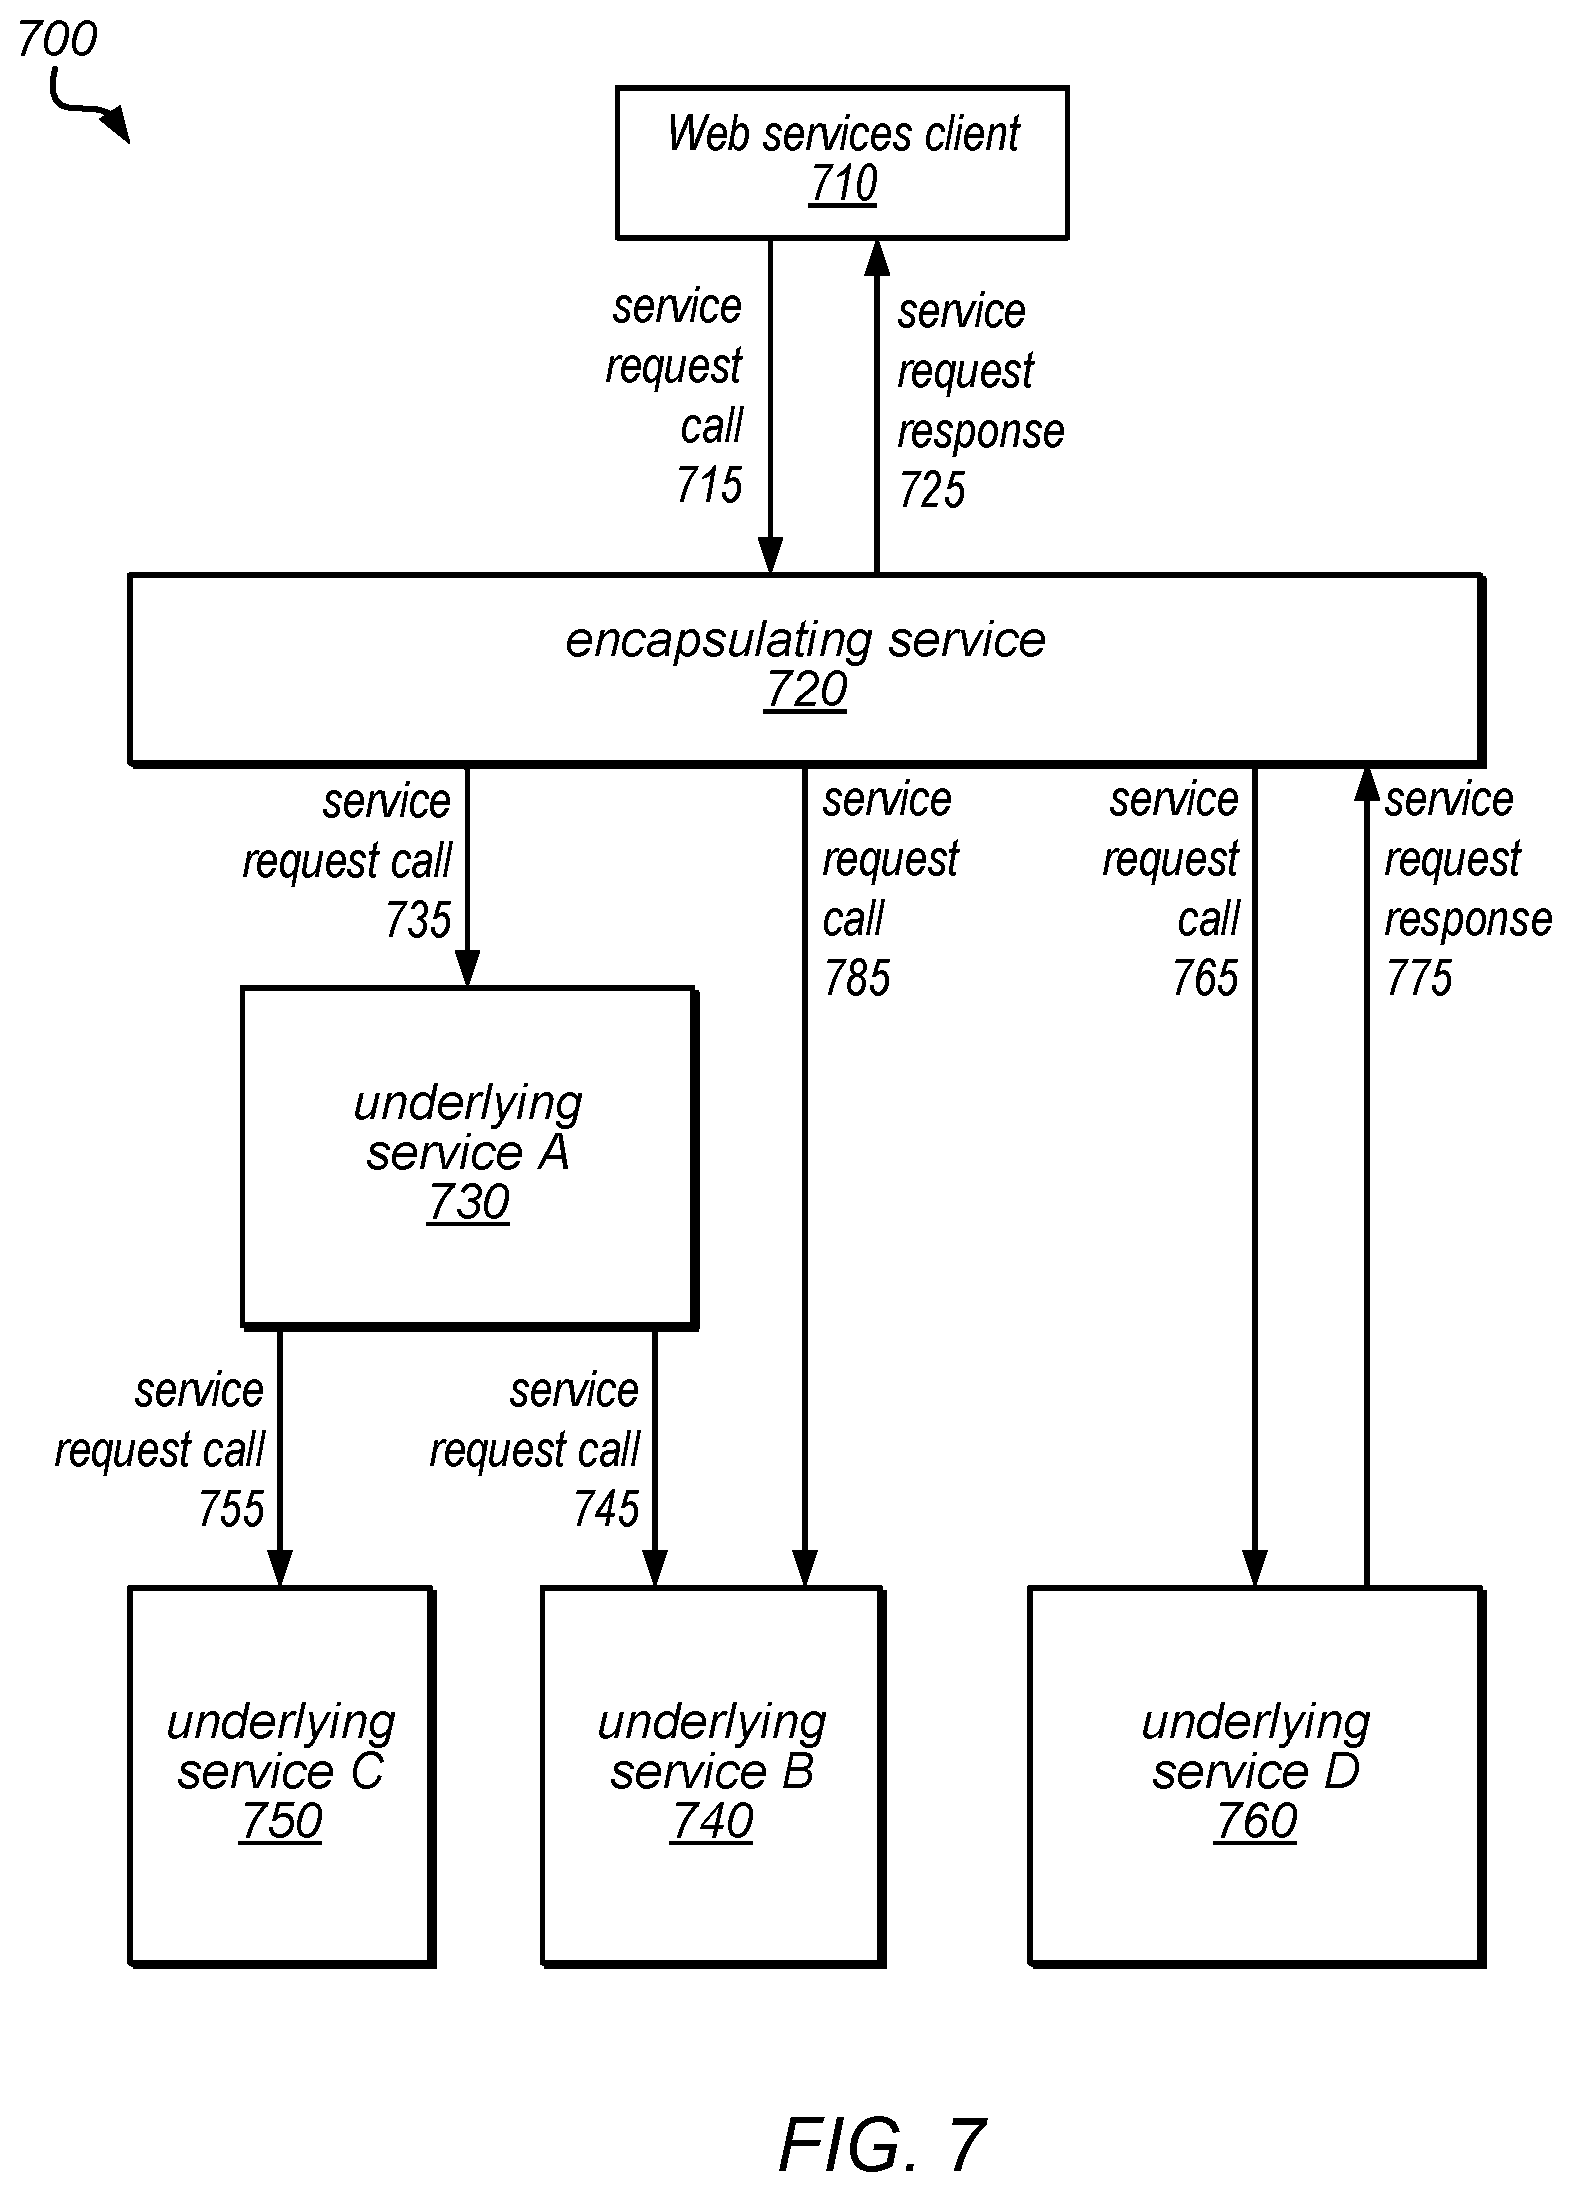 700
Web services client
710
service
request
call
715
service
request
response
725
encapsulating service
720
service
request call
735
service
request
call
785
service
request
call
765
service
request
response
775
underlying
service A
730
service
request call
755
service
request call
745
underlying
service C
750
underlying
service B
740
underlying
service D
760
FIG. 7